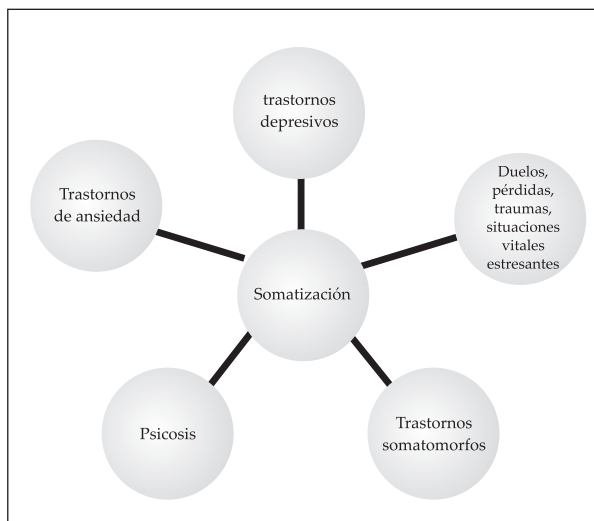 trastornos
depresivos
Trastornos
de ansiedad
Duelos,
pérdidas,
traumas,
situaciones
vitales
estresantes
Somatización
Psicosis
Trastornos
somatomorfos